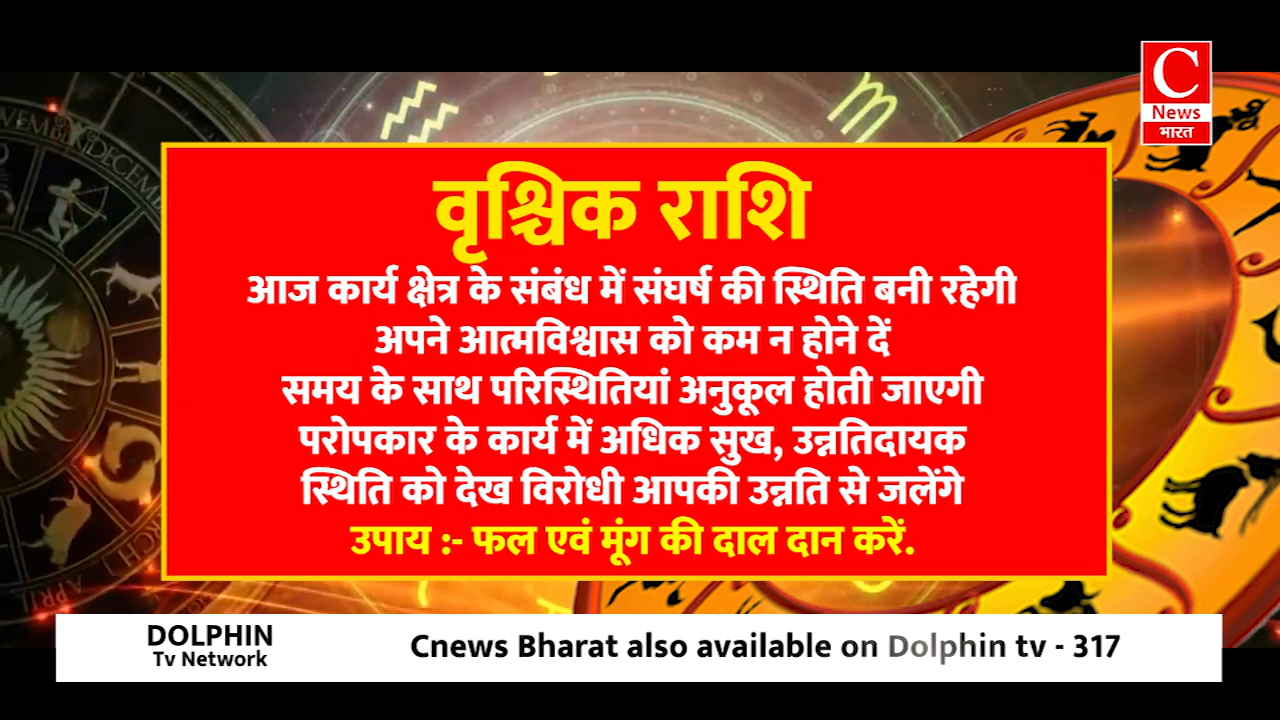 C
News
भारत
वृश्चिक राशि
आज कार्य क्षेत्र के संबंध में संघर्ष की स्थिति बनी रहेगी
अपने आत्मविश्वास को कम न होने दें
समय के साथ परिस्थितियां अनुकूल होती जाएगी
परोपकार के कार्य में अधिक सुख, उन्नतिदायक
स्थिति को देख विरोधी आपकी उन्नति से जलेंगे
उपाय :- फल एवं मूंग की दाल दान करें.
DOLPHIN
Tv Network
Cnews Bharat also available on Dolphin tv - 317